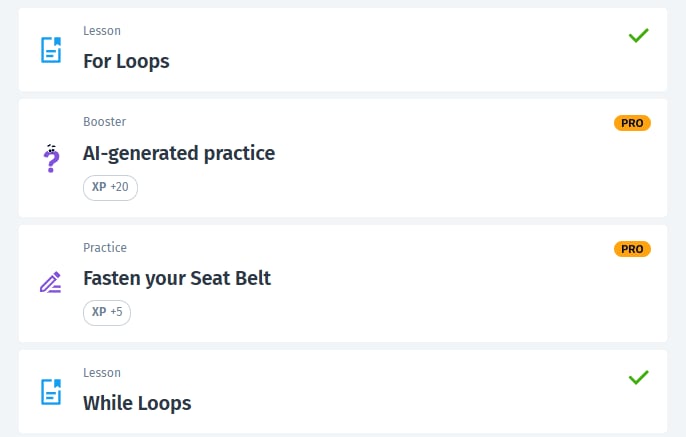 Lesson
For Loops
Booster
PRO
AI-generated practice
XP +20
Practice
PRO
Fasten your Seat Belt
XP +5
Lesson
While Loops